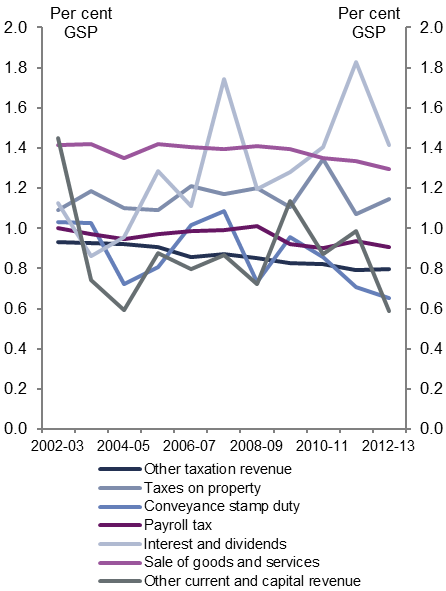 Per cent GSP
Per cent GSP
2.0 2.0
1.8 1.8
1.6 1.6
1.4 1.4
1.2 1.2
1.0 1.0
0.8 0.8
0.6 0.6
0.4 0.4
0.2 0.2
0.0 0.0
2002-03 2004-05 2006-07 2008-09 2010-11 2012-13
Other taxation revenue
Taxes on property
Conveyance stamp duty
Payroll tax
Interest and dividends
Sale of goods and services
Other current and capital revenue